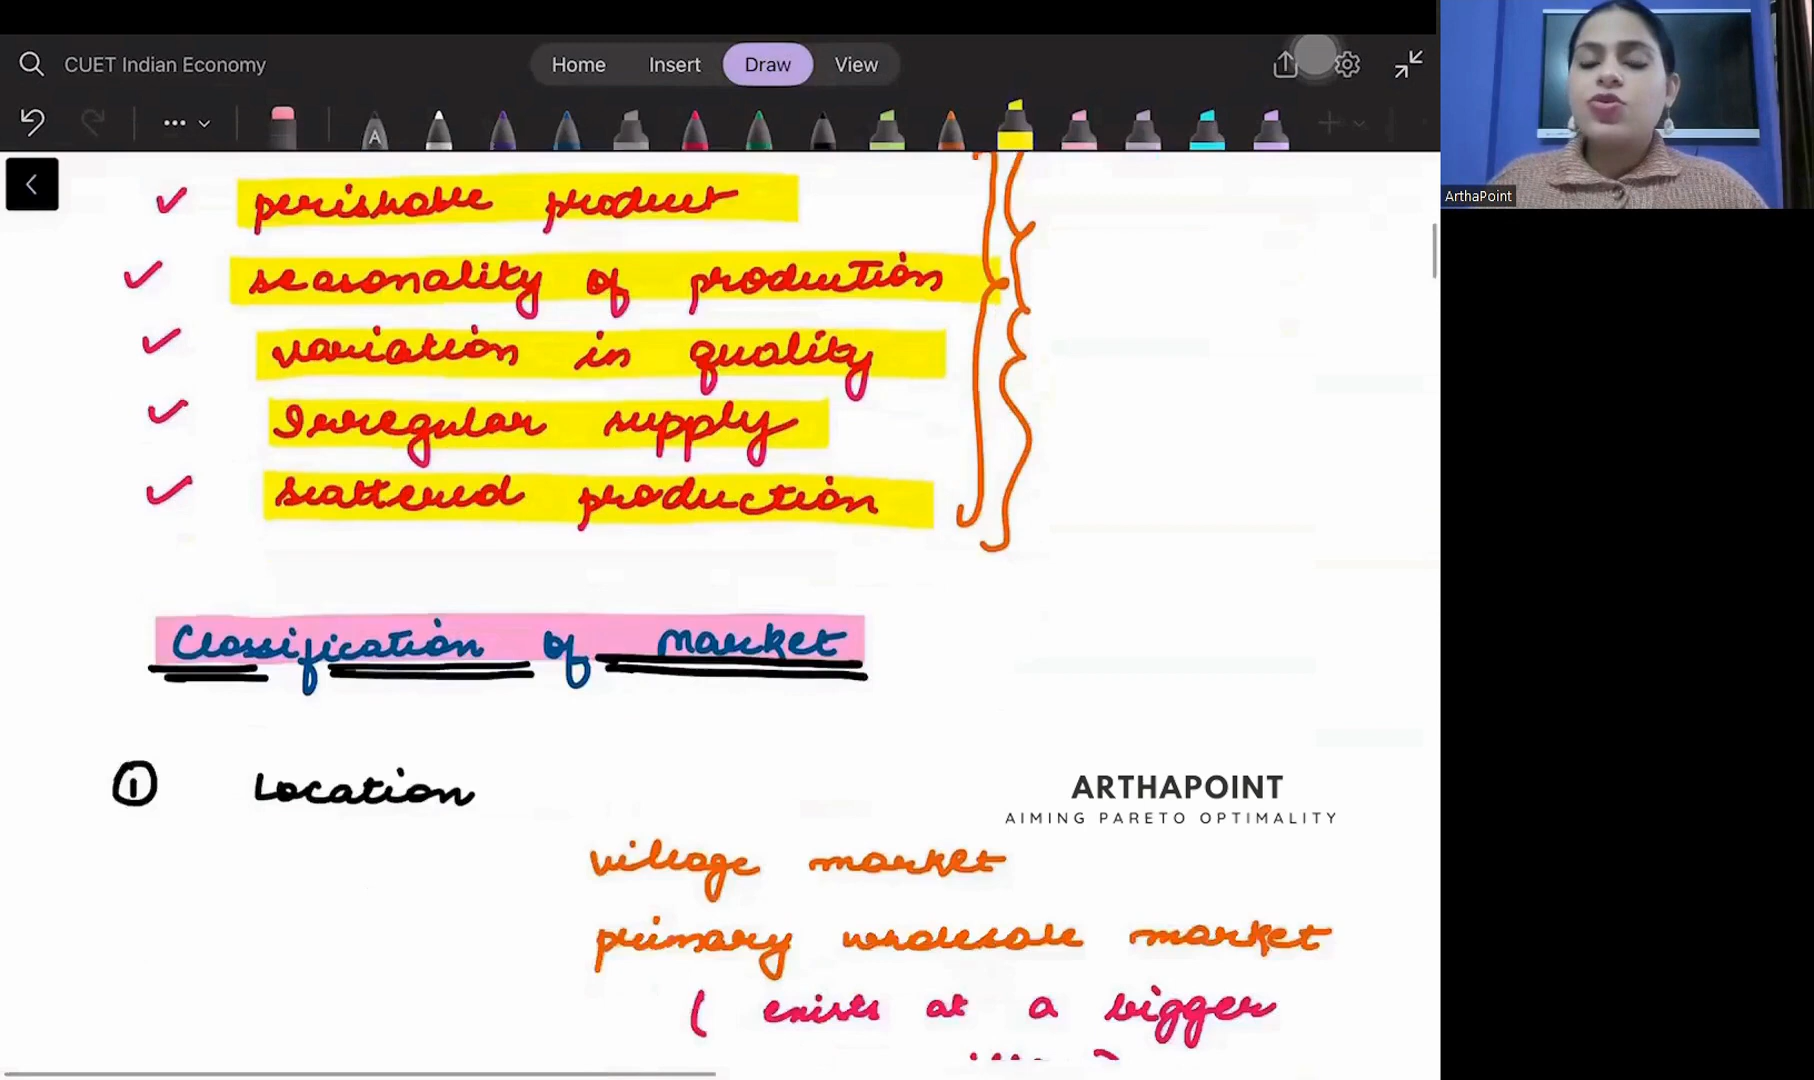 CUET Indian Economy
Home Insert Draw View
A
ArthaPoint
perishable product
seasonality of production
variation in quality
Irregular supply
scattered production
Classification of market
① Location
ARTHAPOINT
AIMING PARETO OPTIMALITY
village market
primary wholesale market
( exists at a bigger